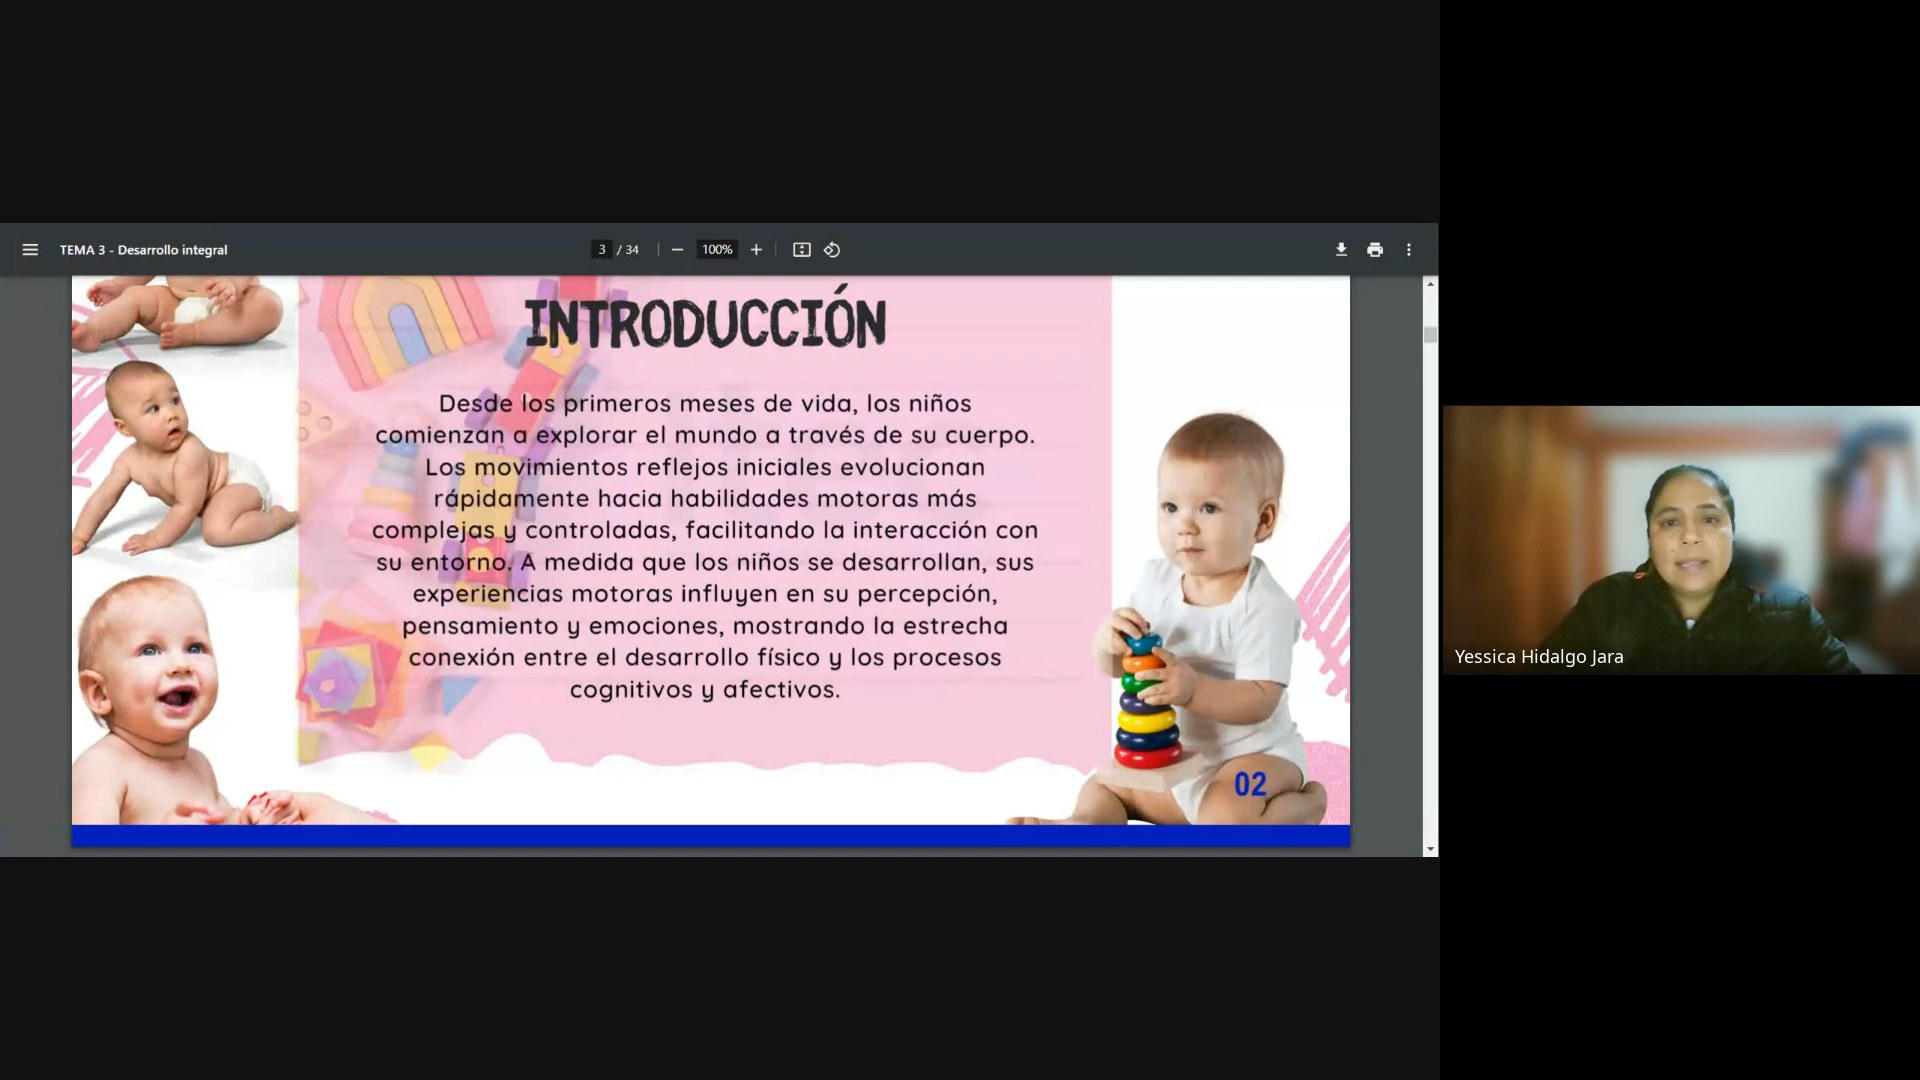 TEMA 3 - Desarrollo integral
3 / 34
100%
INTRODUCCIÓN
Desde los primeros meses de vida, los niños
comienzan a explorar el mundo a través de su cuerpo.
Los movimientos reflejos iniciales evolucionan
rápidamente hacia habilidades motoras más
complejas y controladas, facilitando la interacción con
su entorno. A medida que los niños se desarrollan, sus
experiencias motoras influyen en su percepción,
pensamiento y emociones, mostrando la estrecha
conexión entre el desarrollo físico y los procesos
cognitivos y afectivos.
02
Yessica Hidalgo Jara